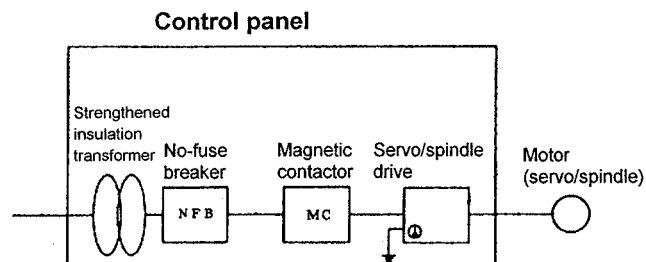 Control panel
Strengthened
insulation
transformer
No-fuse
breaker
Magnetic
contactor
Servo/spindle
drive
Motor
(servo/spindle)
NFB
MC